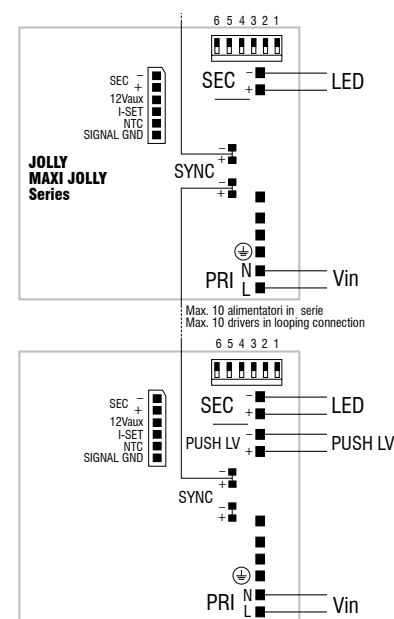 6 5 4 3 2 1
SEC - +
LED
SEC - +
12Vaux
I-SET
NTC
SIGNAL GND
JOLLY
MAXI JOLLY
Series
SYNC - + - +
PRI N L
Vin
Max. 10 alimentatori in serie
Max. 10 drivers in looping connection
6 5 4 3 2 1
SEC - +
LED
SEC - +
12Vaux
I-SET
NTC
SIGNAL GND
PUSH LV - +
PUSH LV
SYNC - + - +
PRI N L
Vin